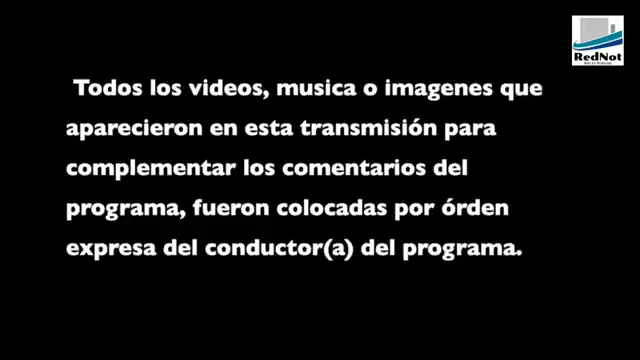 RedNot
Todos los videos, musica o imagenes que
aparecieron en esta transmisión para
complementar los comentarios del
programa, fueron colocadas por órden
expresa del conductor(a) del programa.